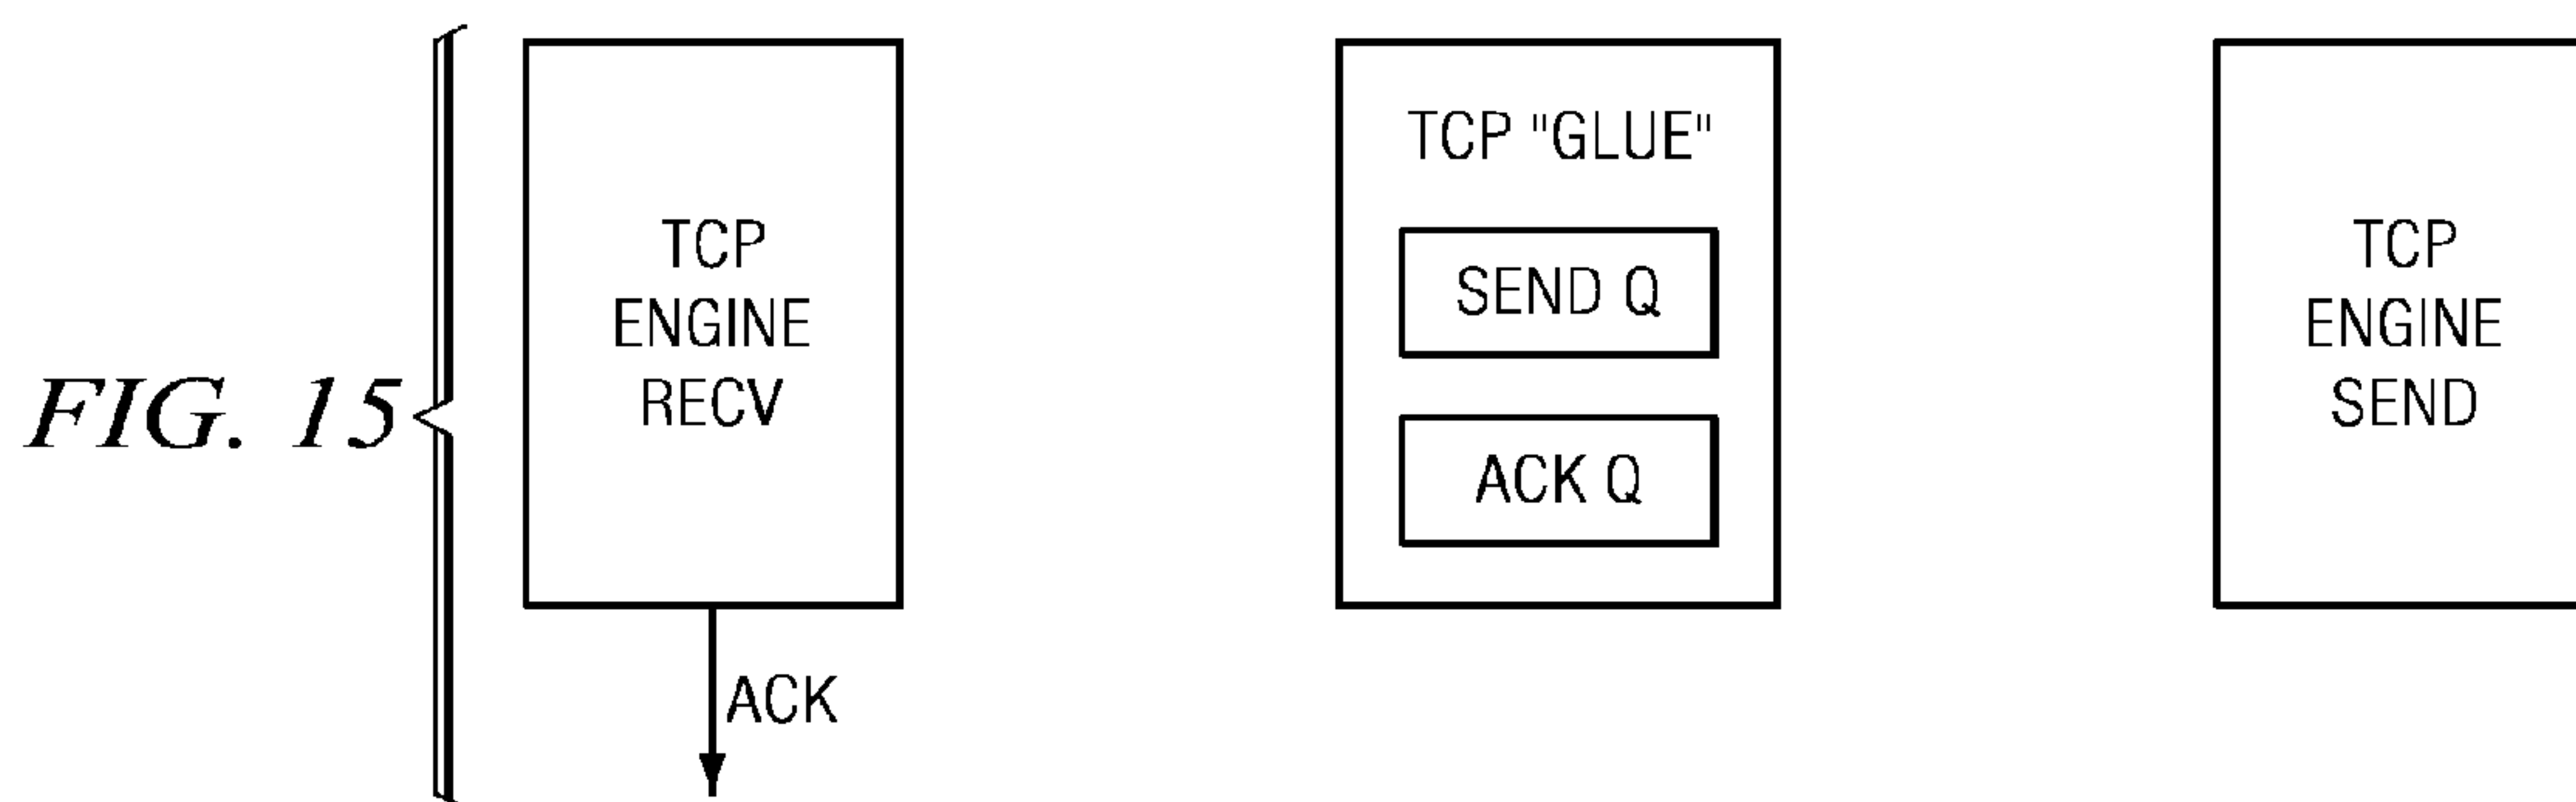 FIG. 15
TCP
ENGINE
RECV
ACK
TCP "GLUE"
SEND Q
ACK Q
TCP
ENGINE
SEND